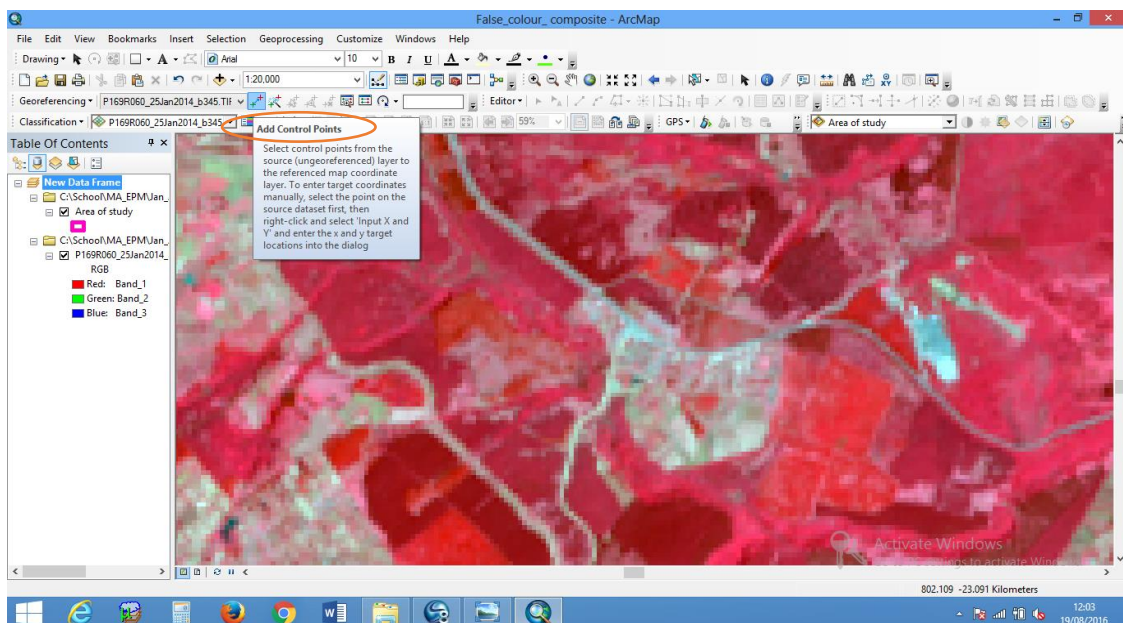 False_colour_ composite - ArcMap
File Edit View Bookmarks Insert Selection Geoprocessing Customize Windows Help
Drawing A Arial 10 B I U A
1:20,000
Georeferencing P169R060_25Jan2014_b345.TIF Editor
Classification P169R060_25Jan2014_b345 59% GPS Area of study
Add Control Points
Select control points from the
source (ungeoreferenced) layer to
the referenced map coordinate
layer. To enter target coordinates
manually, select the point on the
source dataset first, then
right-click and select 'Input X and
Y' and enter the x and y target
locations into the dialog
Table Of Contents
New Data Frame
C:\School\MA_EPM\Jan_
Area of study
C:\School\MA_EPM\Jan_
P169R060_25Jan2014_
RGB
Red: Band_1
Green: Band_2
Blue: Band_3
Activate Windows
to activate
802.109 -23.091 Kilometers
12:03
19/08/2016